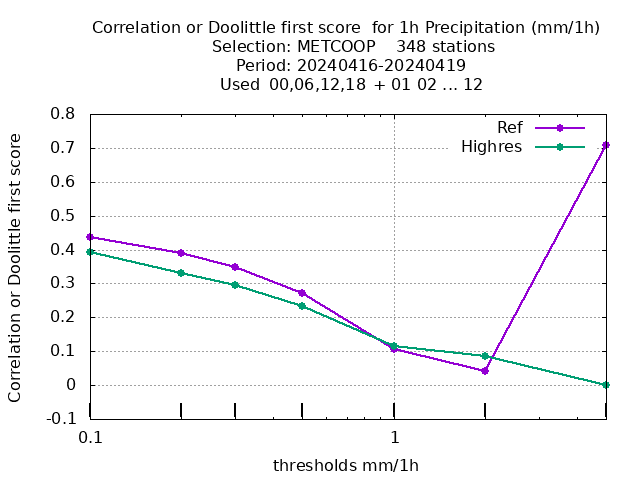 Correlation or Doolittle first score  for 1h Precipitation (mm/1h)
Selection: METCOOP    348 stations
Period: 20240416-20240419
Used  00,06,12,18  + 01 02 ... 12
Correlation or Doolittle first score
0.8
0.7
0.6
0.5
0.4
0.3
0.2
0.1
0
-0.1
Ref
Highres
0.1
1
thresholds mm/1h